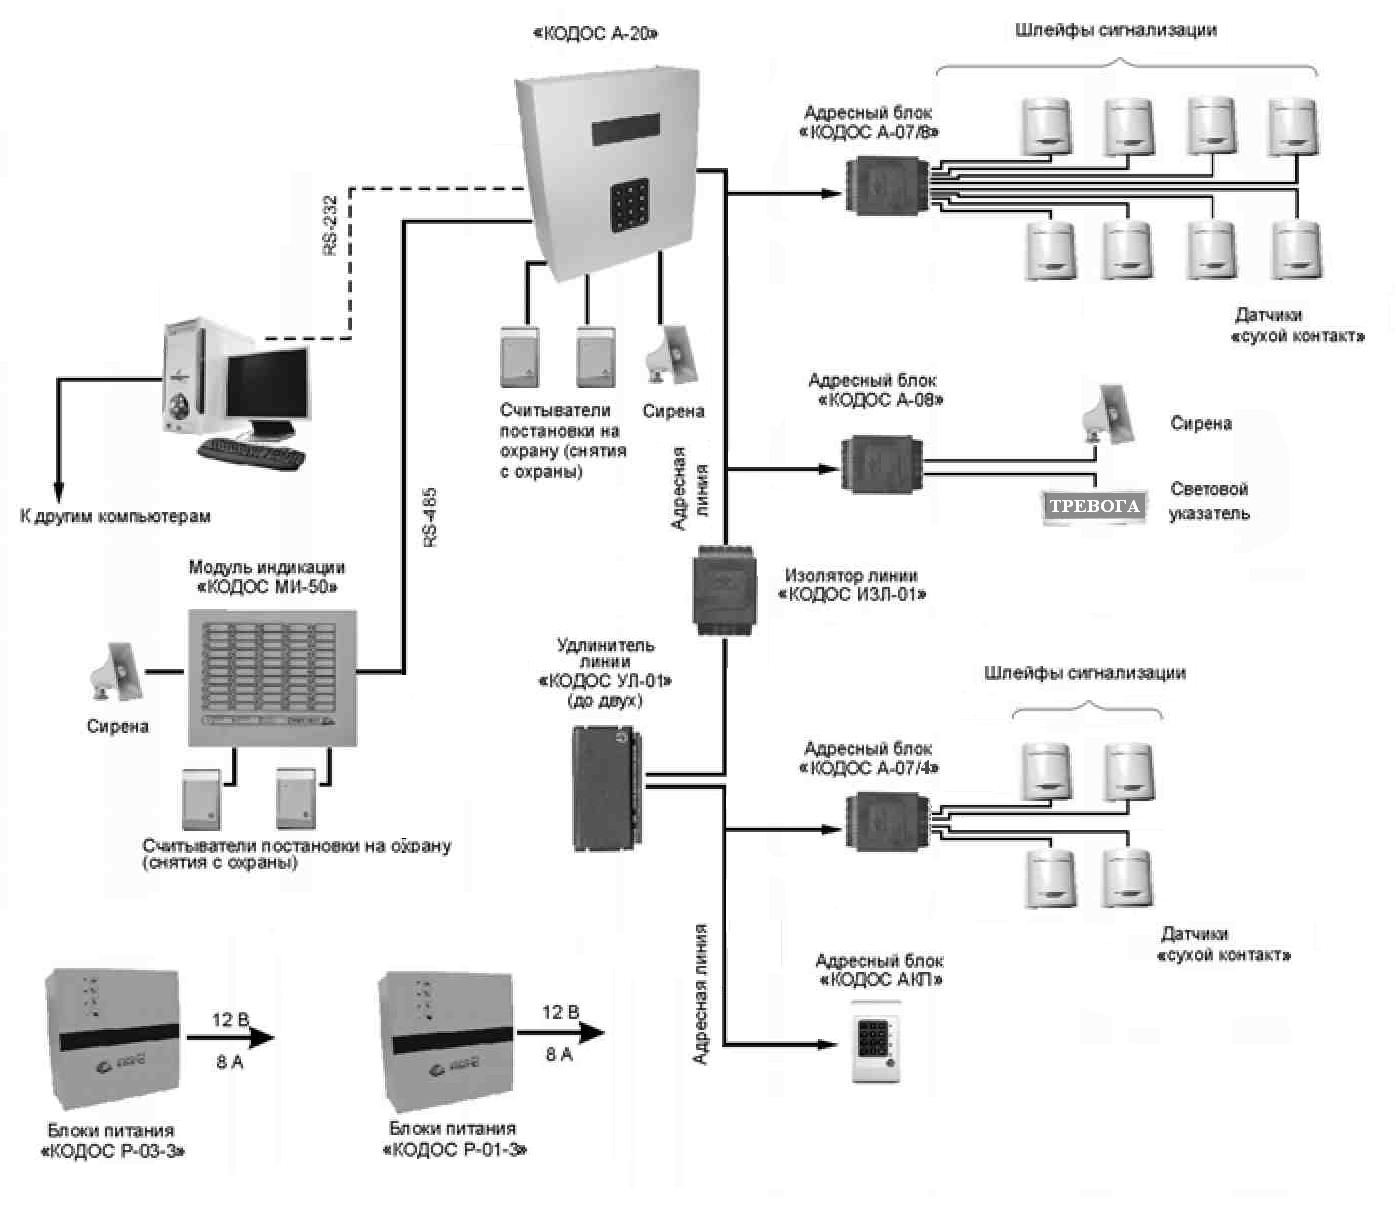 «КОДОС А-20»
Шлейфы сигнализации
Адресный блок
«КОДОС А-07/8»
RS-232
Датчики
«сухой контакт»
Считыватели
постановки на
охрану (снятия
с охраны)
Сирена
Адресный блок
«КОДОС А-08»
Сирена
Световой
указатель
ТРЕВОГА
Адресная
линия
RS-485
К другим компьютерам
Модуль индикации
«КОДОС МИ-50»
Изолятор линии
«КОДОС ИЗЛ-01»
Сирена
Удлинитель
линии
«КОДОС УЛ-01»
(до двух)
Шлейфы сигнализации
Адресный блок
«КОДОС А-07/4»
Считыватели постановки на охрану
(снятия с охраны)
Датчики
«сухой контакт»
Адресная линия
Адресный блок
«КОДОС АКП»
12 В
8 А
12 В
8 А
Блоки питания
«КОДОС Р-03-3»
Блоки питания
«КОДОС Р-01-3»